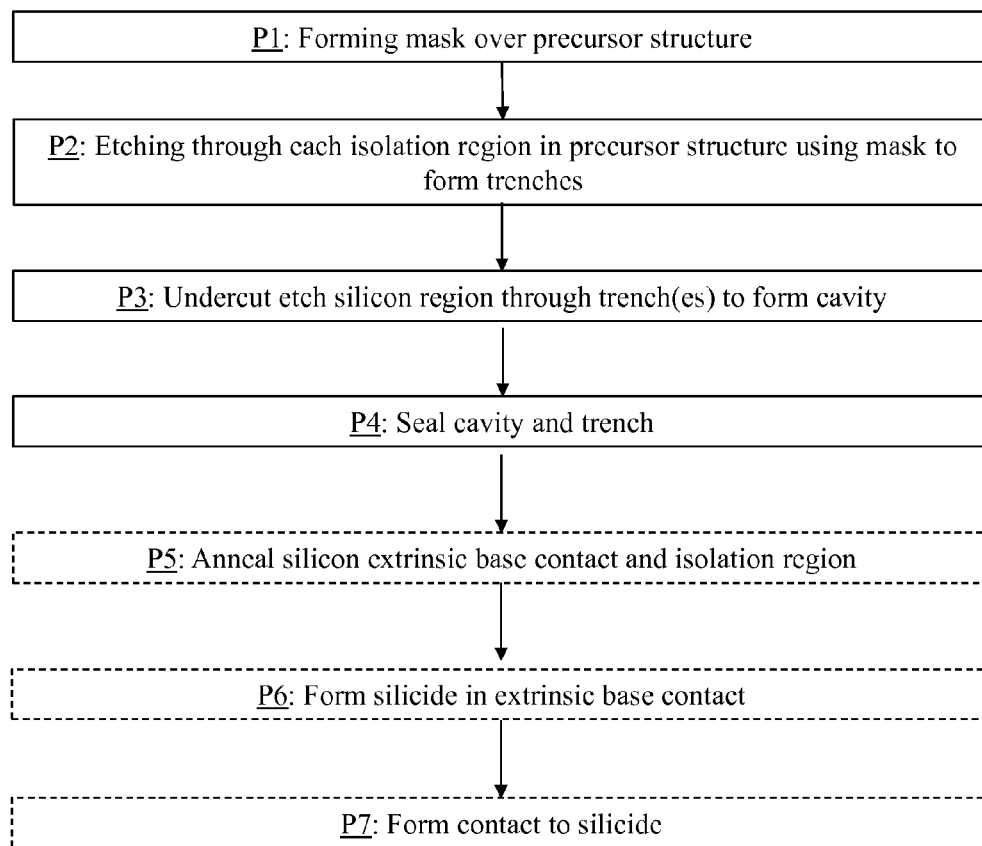 P1: Forming mask over precursor structure
P2: Etching through each isolation region in precursor structure using mask to
form trenches
P3: Undercut etch silicon region through trench(es) to form cavity
P4: Seal cavity and trench
P5: Anneal silicon extrinsic base contact and isolation region
P6: Form silicide in extrinsic base contact
P7: Form contact to silicide